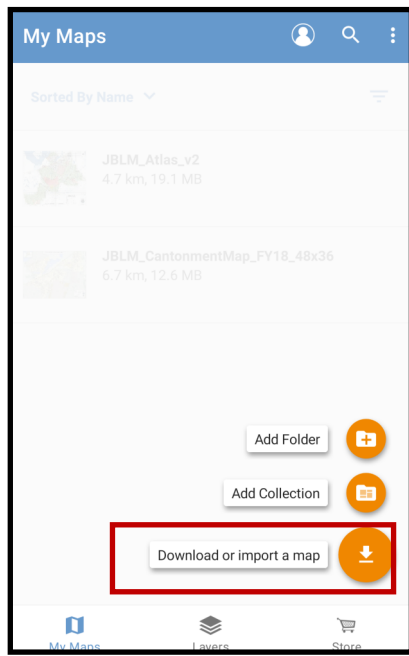 My Maps
Sorted By Name
JBLM_Atlas_v2
4.7 km, 19.1 MB
JBLM_CantonmentMap_FY18_48x36
6.7 km, 12.6 MB
Add Folder
Add Collection
Download or import a map
My Maps Layers Store